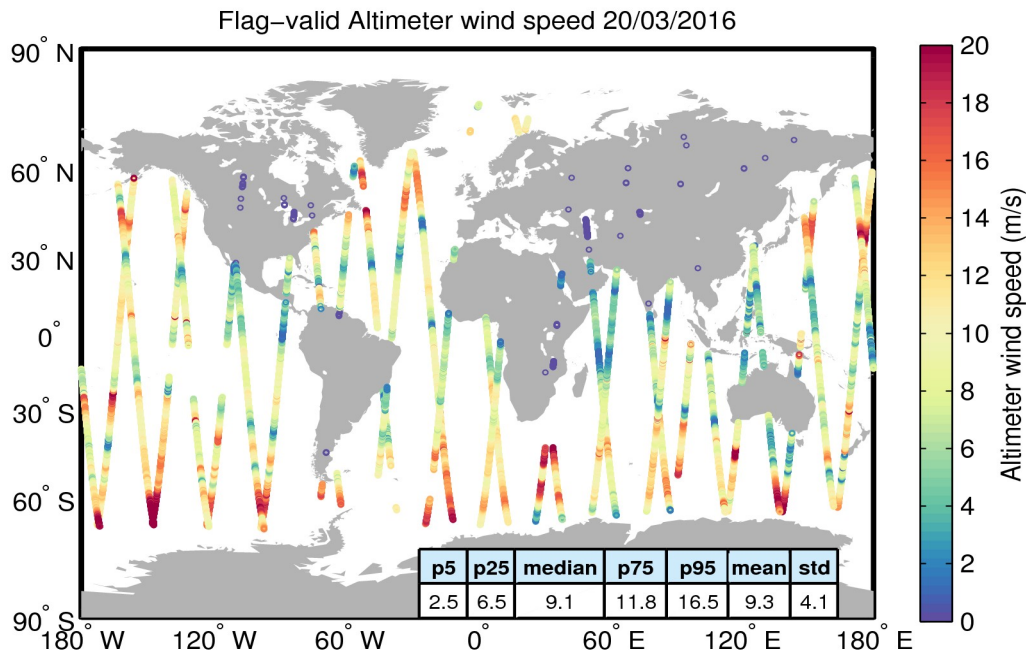 Flag−valid Altimeter wind speed 20/03/2016
90° N
60° N
30° N
0°
30° S
60° S
90° S
180° W
120° W
60° W
0°
60° E
120° E
180° E
p5 p25 median p75 p95 mean std
2.5 6.5 9.1 11.8 16.5 9.3 4.1
20
18
16
14
12
10
8
6
4
2
0
Altimeter wind speed (m/s)